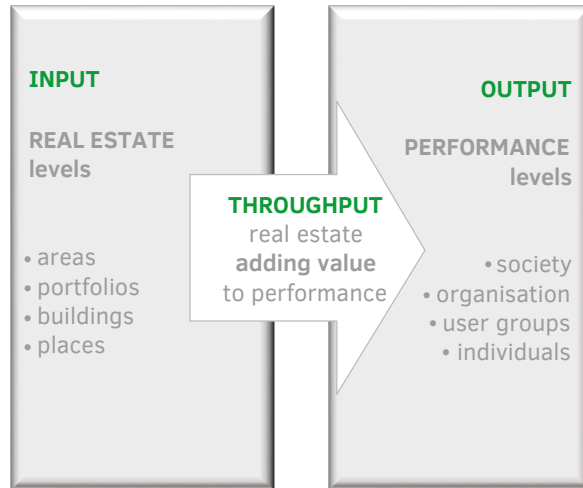 INPUT
REAL ESTATE
levels
• areas
• portfolios
• buildings
• places
THROUGHPUT
real estate
adding value
to performance
OUTPUT
PERFORMANCE
levels
• society
• organisation
• user groups
• individuals